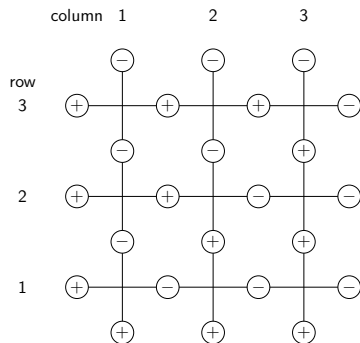 column 1 2 3
− − −
row
3 + + + −
− − +
2 + + − −
− + +
1 + − − −
+ + +